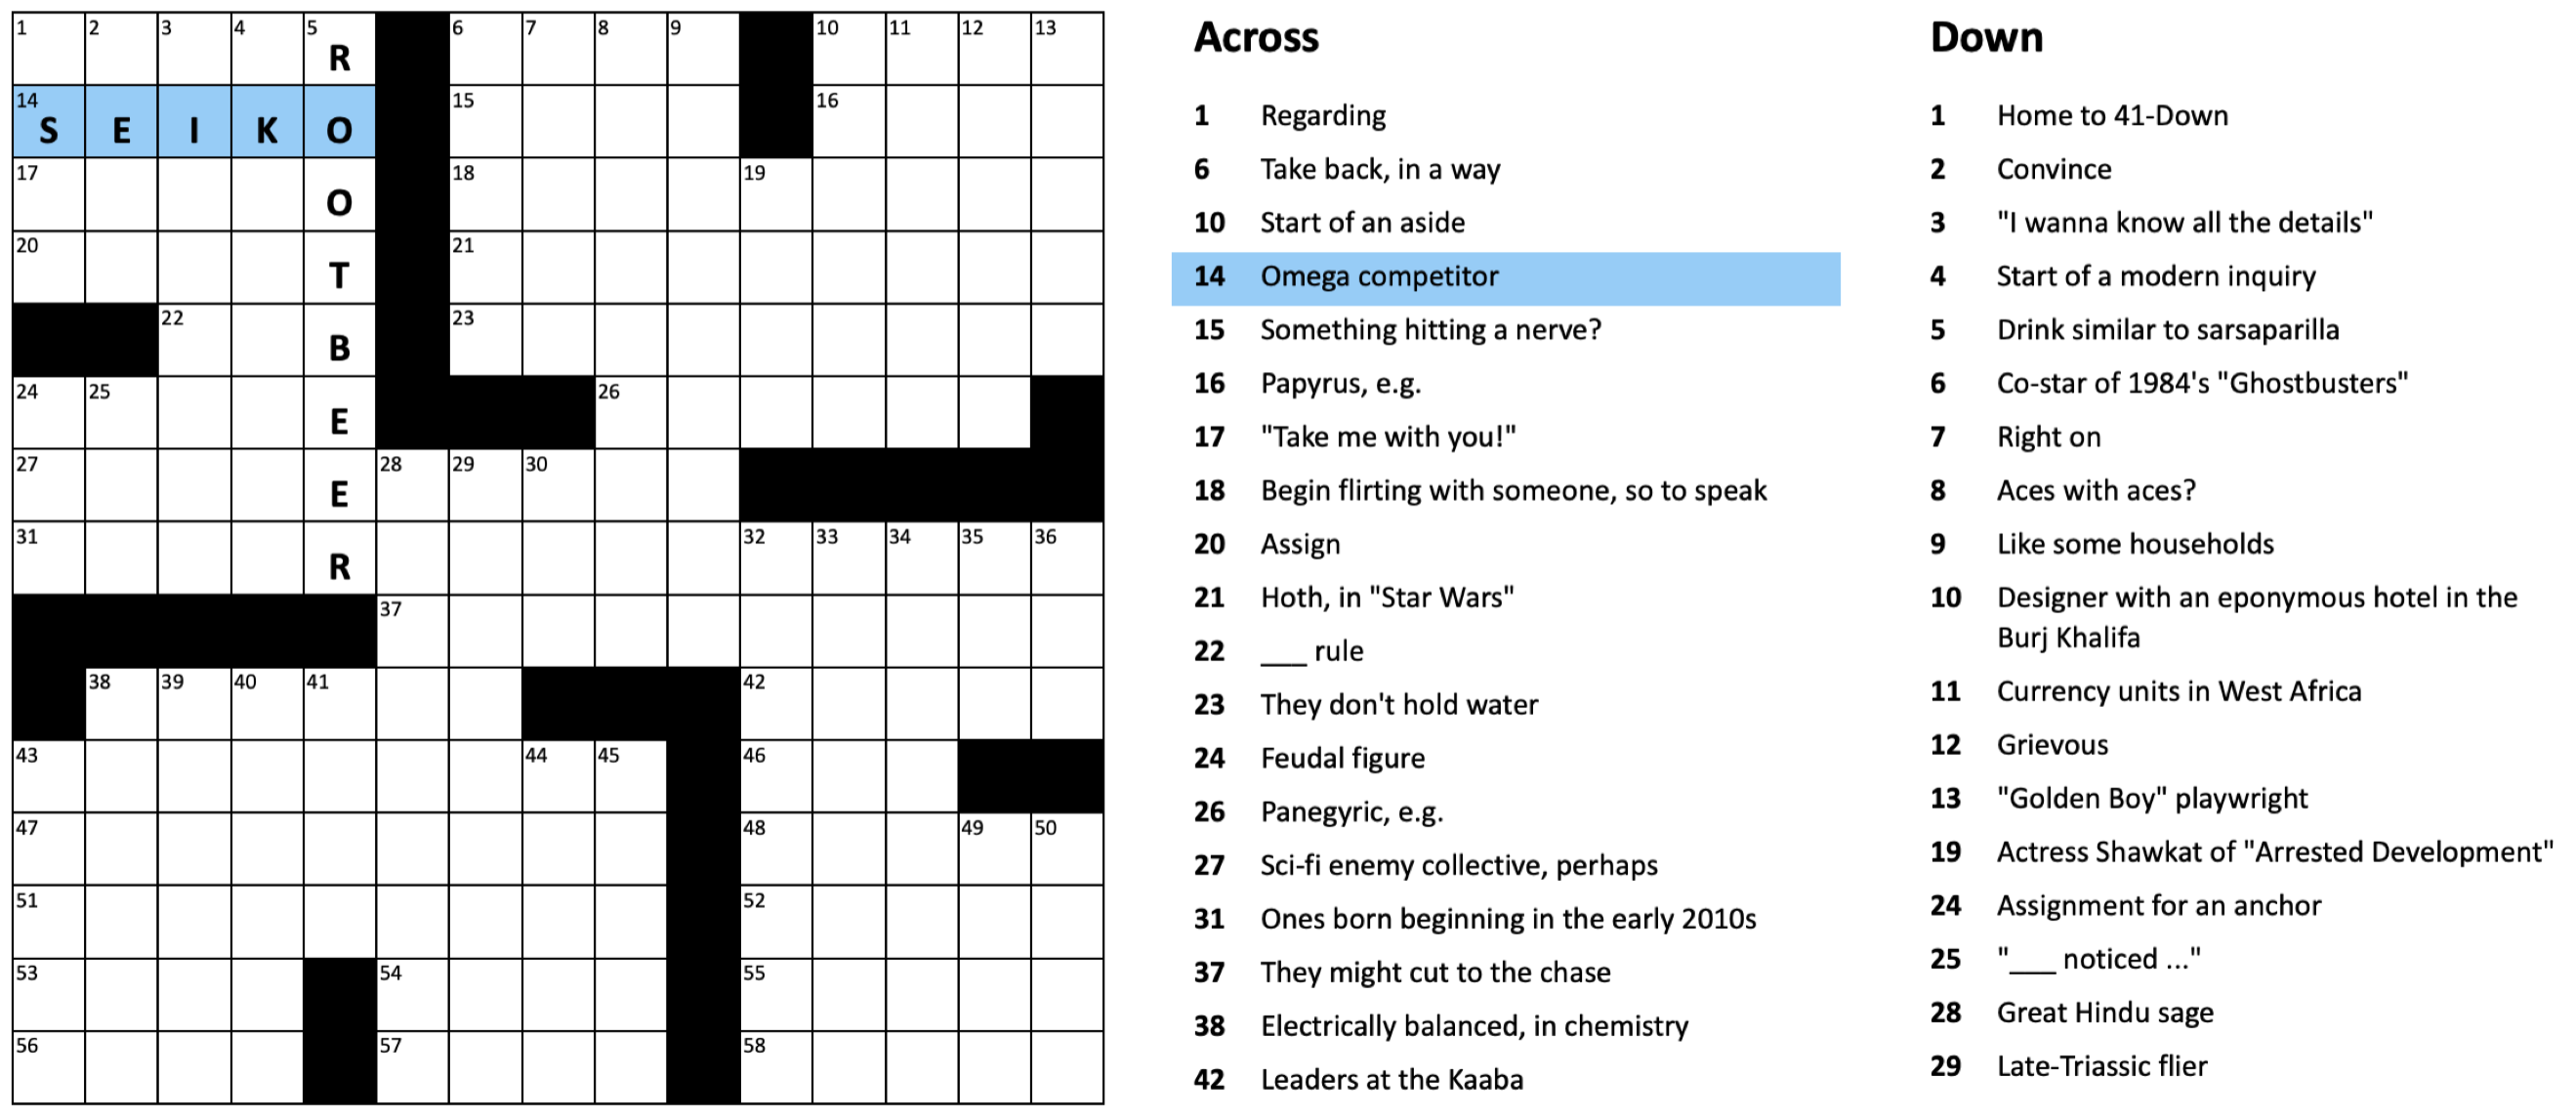 1 2 3 4 5 6 7 8 9 10 11 12 13
R
14 15 16
S E I K O
17 18 19
O
20 21
T
22 23
B
24 25 26
E
27 28 29 30
E
31 32 33 34 35 36
R
37
38 39 40 41 42
43 44 45 46
47 48 49 50
51 52
53 54 55
56 57 58
Across
1 Regarding
6 Take back, in a way
10 Start of an aside
14 Omega competitor
15 Something hitting a nerve?
16 Papyrus, e.g.
17 "Take me with you!"
18 Begin flirting with someone, so to speak
20 Assign
21 Hoth, in "Star Wars"
22 ___ rule
23 They don't hold water
24 Feudal figure
26 Panegyric, e.g.
27 Sci-fi enemy collective, perhaps
31 Ones born beginning in the early 2010s
37 They might cut to the chase
38 Electrically balanced, in chemistry
42 Leaders at the Kaaba
Down
1 Home to 41-Down
2 Convince
3 "I wanna know all the details"
4 Start of a modern inquiry
5 Drink similar to sarsaparilla
6 Co-star of 1984's "Ghostbusters"
7 Right on
8 Aces with aces?
9 Like some households
10 Designer with an eponymous hotel in the
Burj Khalifa
11 Currency units in West Africa
12 Grievous
13 "Golden Boy" playwright
19 Actress Shawkat of "Arrested Development"
24 Assignment for an anchor
25 "___ noticed ..."
28 Great Hindu sage
29 Late-Triassic flier